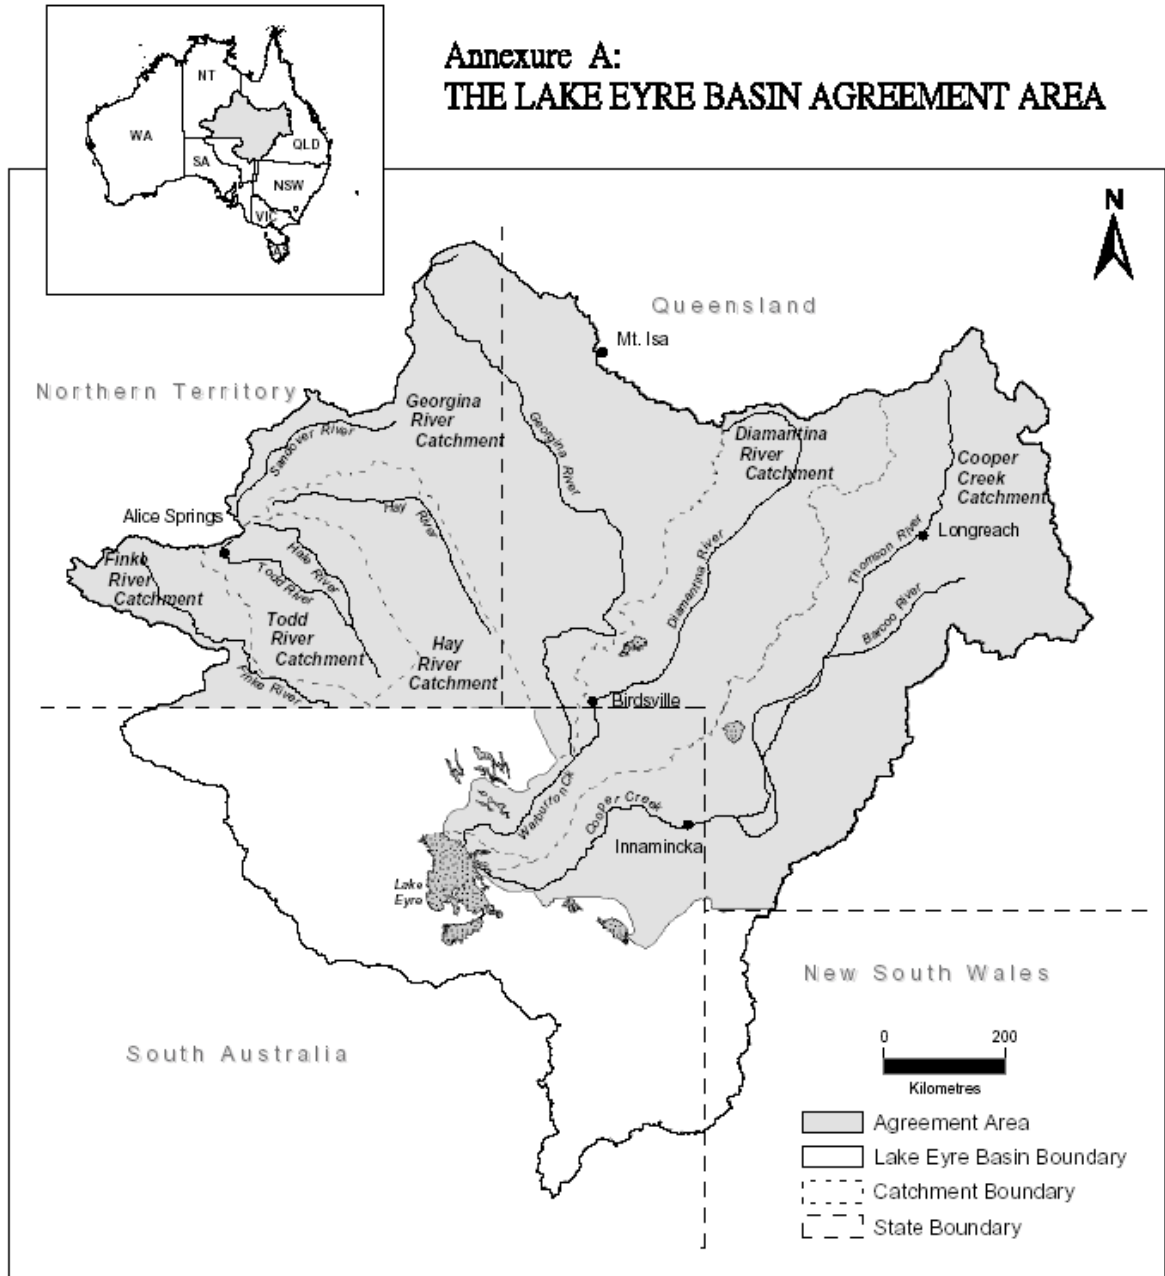 Annexure A:
THE LAKE EYRE BASIN AGREEMENT AREA
NT
WA
QLD
SA
NSW
VIC
TAS
N
Queensland
Mt. Isa
Northern Territory
Georgina
River
Catchment
Sandover River
Georgina River
Diamantina
River
Catchment
Cooper
Creek
Catchment
Hay River
Alice Springs
Longreach
Finke
River
Catchment
Hale River
Todd River
Thomson River
Diamantina River
Barcoo River
Todd
River
Catchment
Hay
River
Catchment
Finke River
Birdsville
Warburton Ck
Cooper Creek
Innamincka
Lake
Eyre
New South Wales
South Australia
0 200
Kilometres
Agreement Area
Lake Eyre Basin Boundary
Catchment Boundary
State Boundary